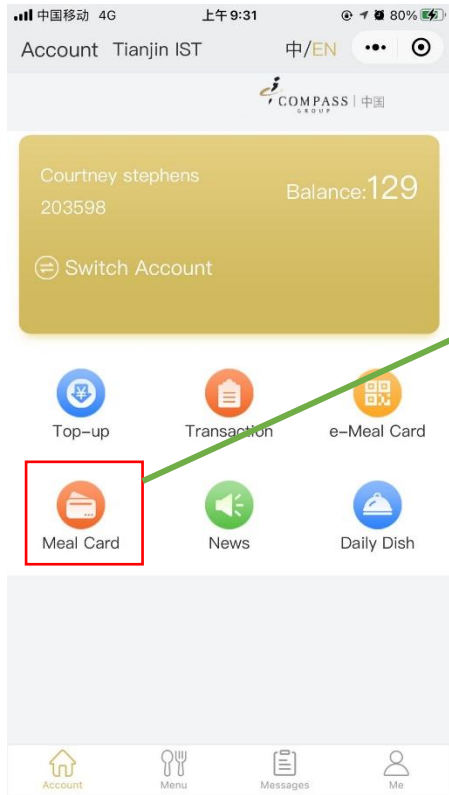 中国移动 4G 上午9:31 80%
Account Tianjin IST 中/EN
COMPASS 中国
GROUP
Courtney stephens
203598
Balance:129
Switch Account
Top-up Transaction e-Meal Card
Meal Card News Daily Dish
Account Menu Messages Me